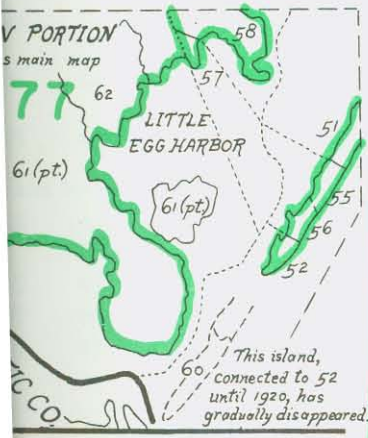 V PORTION
s main map
77
62
58
57
LITTLE
EGG HARBOR
51
61 (pt.)
61 (pt.)
55
56
52
60
This island,
connected to 52
until 1920, has
gradually disappeared.
TIC CO.